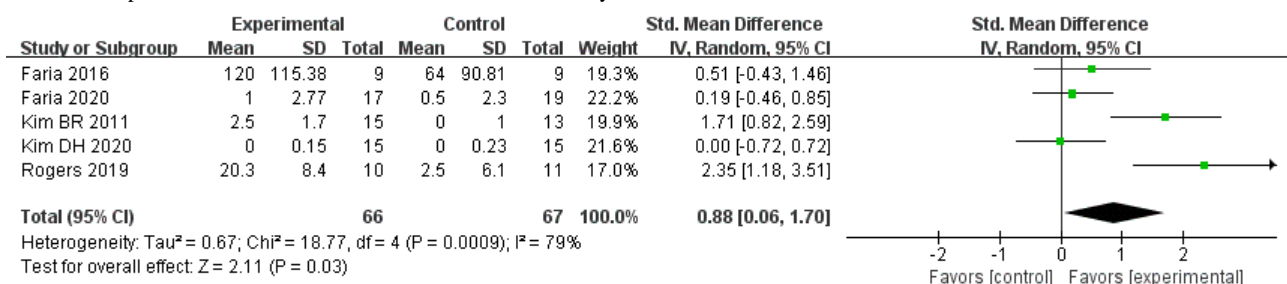 Experimental Control Std. Mean Difference Std. Mean Difference
Study or Subgroup Mean SD Total Mean SD Total Weight IV, Random, 95% CI IV, Random, 95% CI
Faria 2016 120 115.38 9 64 90.81 9 19.3% 0.51 [-0.43, 1.46]
Faria 2020 1 2.77 17 0.5 2.3 19 22.2% 0.19 [-0.46, 0.85]
Kim BR 2011 2.5 1.7 15 0 1 13 19.9% 1.71 [0.82, 2.59]
Kim DH 2020 0 0.15 15 0 0.23 15 21.6% 0.00 [-0.72, 0.72]
Rogers 2019 20.3 8.4 10 2.5 6.1 11 17.0% 2.35 [1.18, 3.51]
Total (95% CI) 66 67 100.0% 0.88 [0.06, 1.70]
Heterogeneity: Tau² = 0.67; Chi² = 18.77, df = 4 (P = 0.0009); I² = 79%
Test for overall effect: Z = 2.11 (P = 0.03)
-2 -1 0 1 2
Favors [control] Favors [experimental]